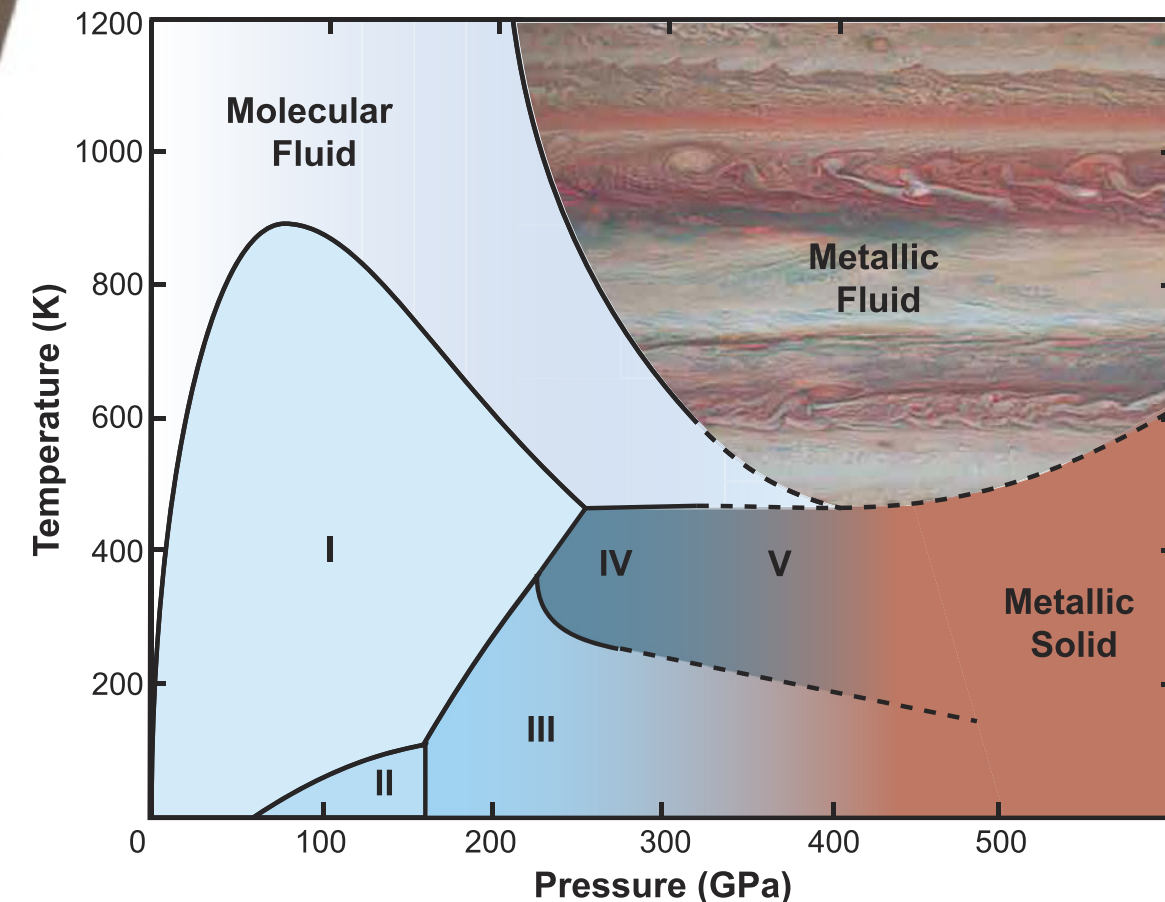 1200
1000
800
600
400
200
Temperature (K)
Molecular
Fluid
Metallic
Fluid
I
IV
V
Metallic
Solid
III
II
0
100
200
300
400
500
Pressure (GPa)